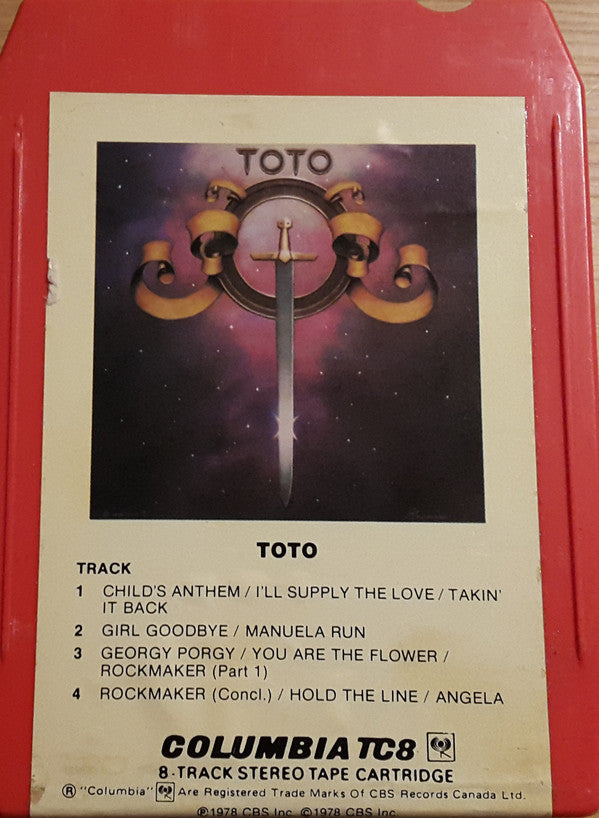 TOTO
TOTO
TRACK
1 CHILD'S ANTHEM / I'LL SUPPLY THE LOVE / TAKIN'
IT BACK
2 GIRL GOODBYE / MANUELA RUN
3 GEORGY PORGY / YOU ARE THE FLOWER /
ROCKMAKER (Part 1)
4 ROCKMAKER (Concl.) / HOLD THE LINE / ANGELA
COLUMBIA TC8
8-TRACK STEREO TAPE CARTRIDGE
® "Columbia" Are Registered Trade Marks Of CBS Records Canada Ltd.
℗ 1978 CBS Inc. © 1978 CBS Inc.